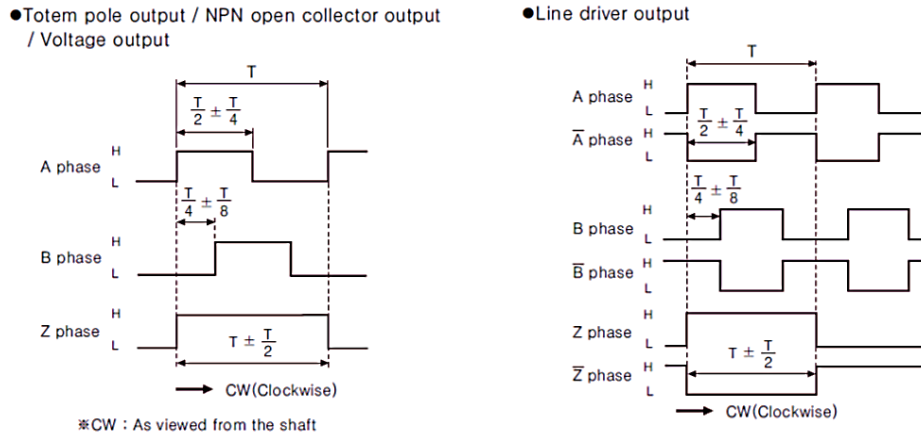 ●Totem pole output / NPN open collector output
/ Voltage output
T
T/2 ± T/4
A phase H L
T/4 ± T/8
B phase H L
Z phase H L
T ± T/2
CW(Clockwise)
※CW : As viewed from the shaft
●Line driver output
T
A phase H L
T/2 ± T/4
A̅ phase H L
T/4 ± T/8
B phase H L
B̅ phase H L
Z phase H L
T ± T/2
Z̅ phase H L
CW(Clockwise)